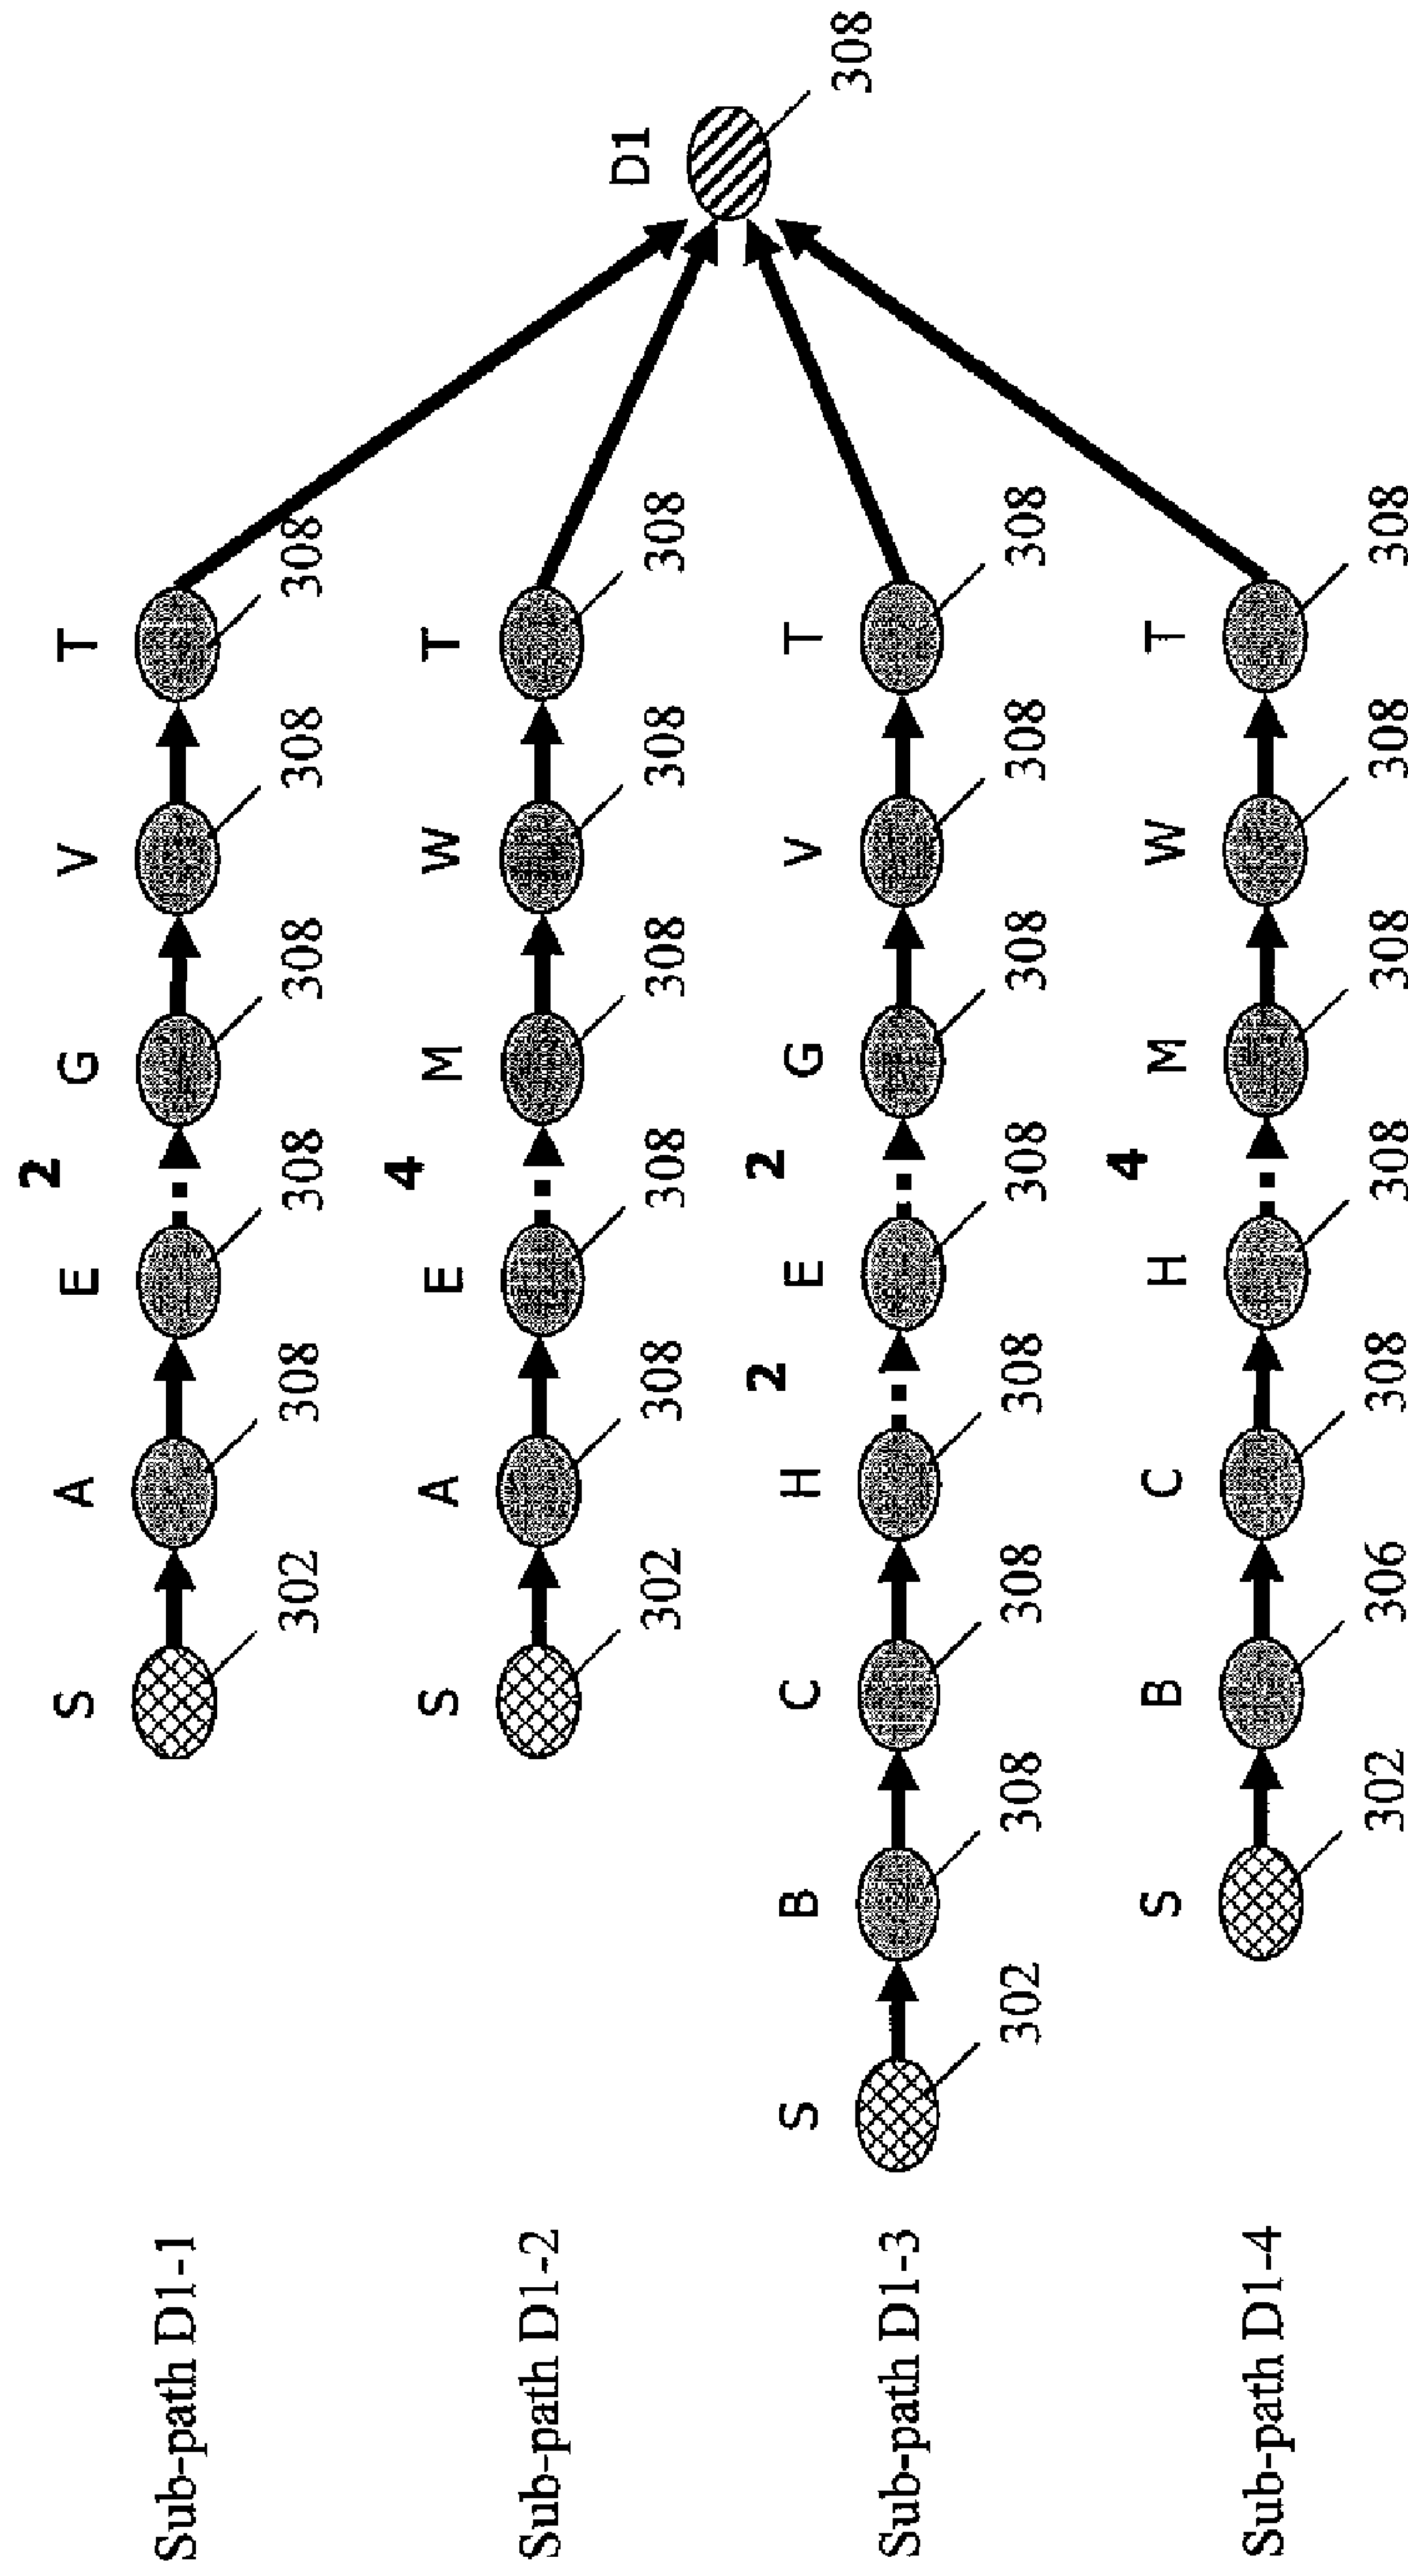 Sub-path D1-1
S A E 2 G V T
302 308 308 308 308 308
Sub-path D1-2
S A E 4 M W T
302 308 308 308 308 308
D1
308
Sub-path D1-3
S B C H 2 E 2 G V T
302 308 308 308 308 308 308 308
Sub-path D1-4
S B C H 4 M W T
302 306 308 308 308 308 308